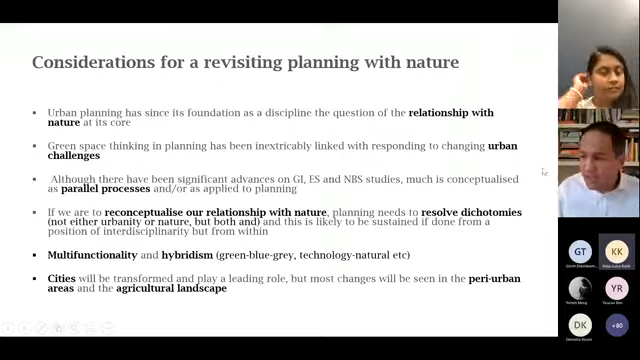 Considerations for a revisiting planning with nature
▪ Urban planning has since its foundation as a discipline the question of the relationship with
nature at its core
▪ Green space thinking in planning has been inextricably linked with responding to changing urban
challenges
▪ Although there have been significant advances on GI, ES and NBS studies, much is conceptualised
as parallel processes and/or as applied to planning
▪ If we are to reconceptualise our relationship with nature, planning needs to resolve dichotomies
(not either urbanity or nature, but both and) and this is likely to be sustained if done from a
position of interdisciplinarity but from within
▪ Multifunctionality and hybridism (green-blue-grey, technology-natural etc)
▪ Cities will be transformed and play a leading role, but most changes will be seen in the peri-urban
areas and the agricultural landscape
GT
KK
YR
DK
+80